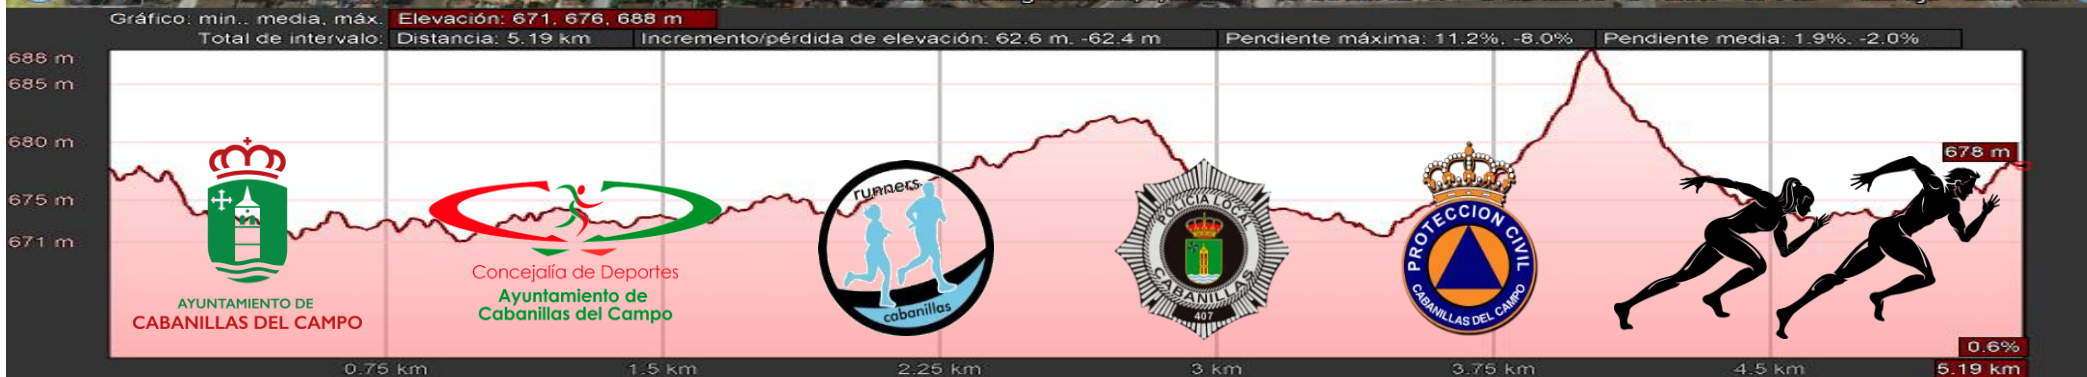 Gráfico: min., media, máx. Elevación: 671, 676, 688 m
Total de intervalo: Distancia: 5.19 km Incremento/pérdida de elevación: 62.6 m, -62.4 m Pendiente máxima: 11.2%, -8.0% Pendiente media: 1.9%, -2.0%
688 m
685 m
680 m
675 m
671 m
678 m
AYUNTAMIENTO DE
CABANILLAS DEL CAMPO
Concejalía de Deportes
Ayuntamiento de
Cabanillas del Campo
runners
cabanillas
POLICIA LOCAL
CABANILLAS
407
PROTECCION CIVIL
CABANILLAS DEL CAMPO
0.6%
0.75 km 1.5 km 2.25 km 3 km 3.75 km 4.5 km 5.19 km